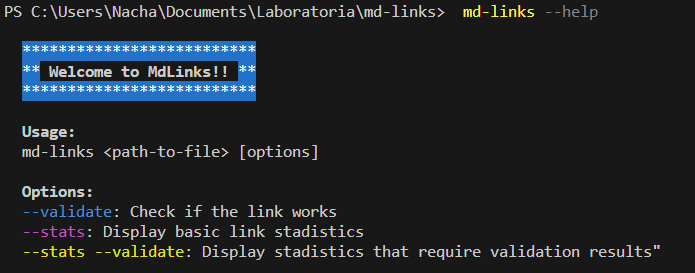 PS C:\Users\Nacha\Documents\Laboratoria\md-links> md-links --help
**************************
** Welcome to MdLinks!! **
**************************
Usage:
md-links <path-to-file> [options]
Options:
--validate: Check if the link works
--stats: Display basic link stadistics
--stats --validate: Display stadistics that require validation results"